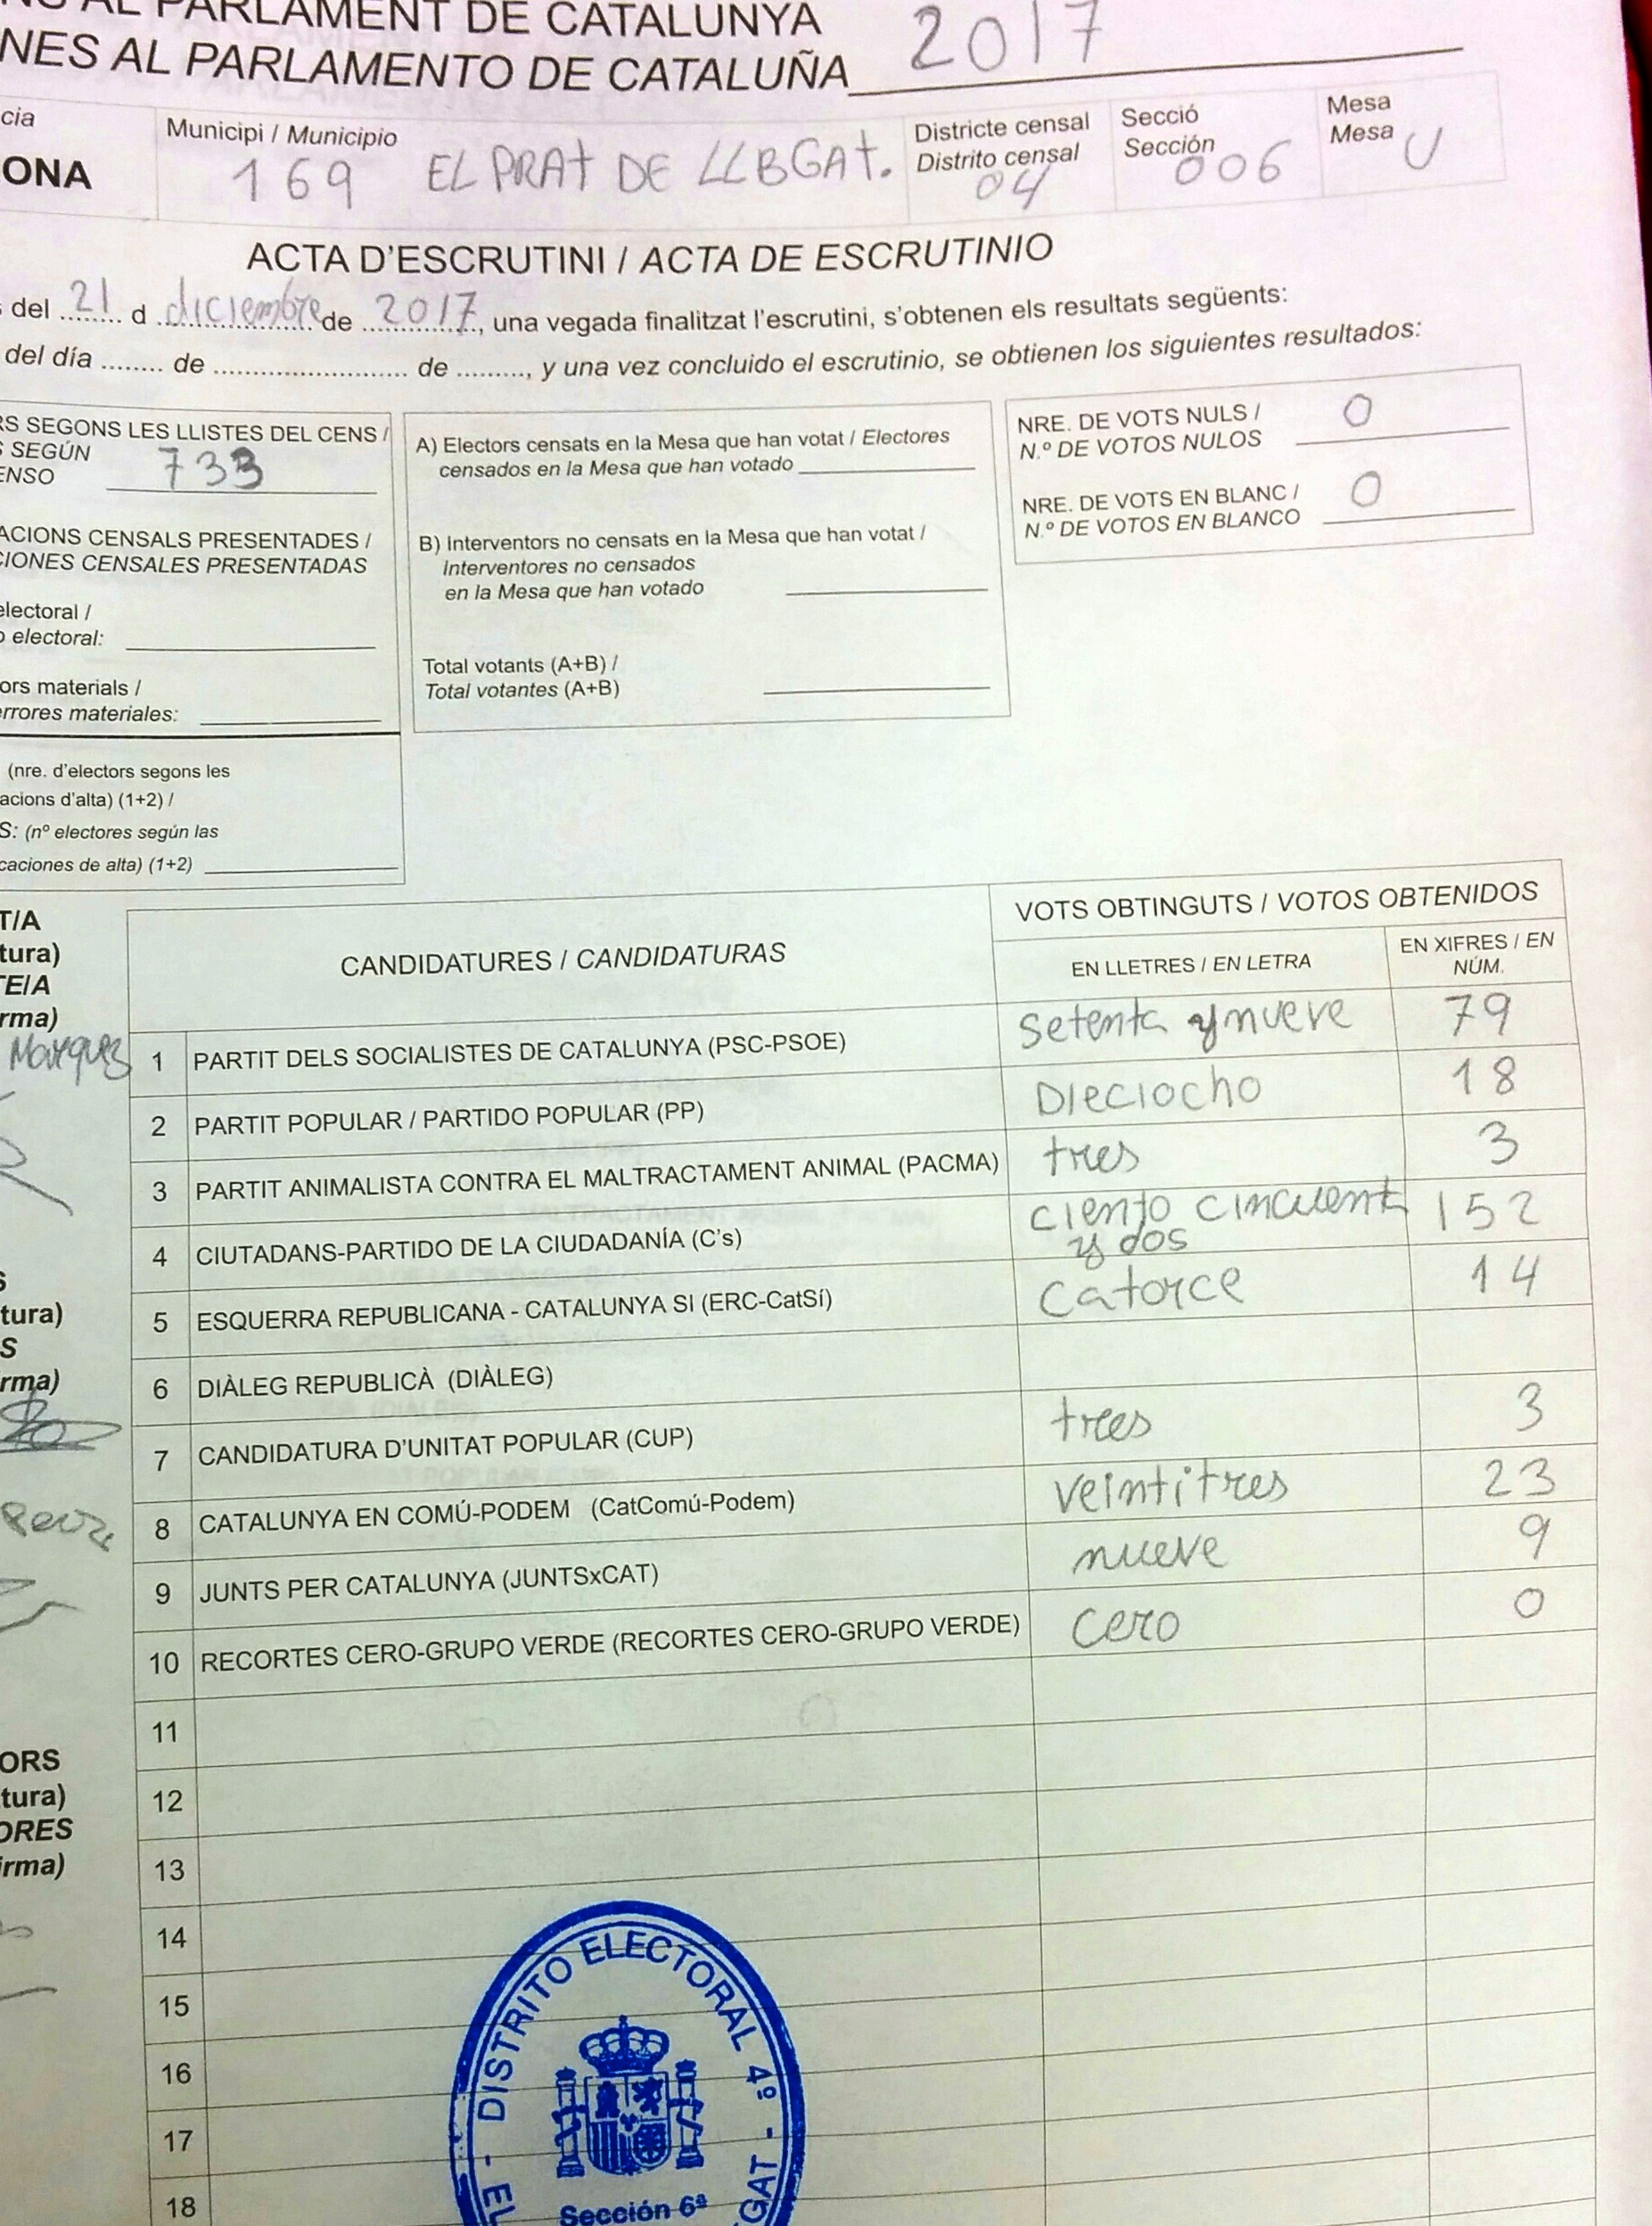 AL PARLAMENT DE CATALUNYA
NES AL PARLAMENTO DE CATALUÑA 2017
cia
ONA
Municipi / Municipio
169 EL PRAT DE LLBGAT.
Districte censal
Distrito censal
04
Secció
Sección
006
Mesa
Mesa U
ACTA D'ESCRUTINI / ACTA DE ESCRUTINIO
del 21 d diciembre de 2017, una vegada finalitzat l'escrutini, s'obtenen els resultats següents:
del día ........ de .......................... de ........., y una vez concluido el escrutinio, se obtienen los siguientes resultados:
RS SEGONS LES LLISTES DEL CENS /
S SEGÚN
ENSO 733
ACIONS CENSALS PRESENTADES /
CIONES CENSALES PRESENTADAS
electoral /
o electoral:
ors materials /
errores materiales:
(nre. d'electors segons les
acions d'alta) (1+2) /
S: (nº electores según las
caciones de alta) (1+2)
A) Electors censats en la Mesa que han votat / Electores
censados en la Mesa que han votado
B) Interventors no censats en la Mesa que han votat /
Interventores no censados
en la Mesa que han votado
Total votants (A+B) /
Total votantes (A+B)
NRE. DE VOTS NULS /
N.º DE VOTOS NULOS 0
NRE. DE VOTS EN BLANC /
N.º DE VOTOS EN BLANCO 0
T/A
tura)
TE/A
rma)
Marquez
S
tura)
S
rma)
ORS
tura)
ORES
irma)
CANDIDATURES / CANDIDATURAS
VOTS OBTINGUTS / VOTOS OBTENIDOS
EN LLETRES / EN LETRA
EN XIFRES / EN
NÚM.
1 PARTIT DELS SOCIALISTES DE CATALUNYA (PSC-PSOE) Setenta y nueve 79
2 PARTIT POPULAR / PARTIDO POPULAR (PP) Dieciocho 18
3 PARTIT ANIMALISTA CONTRA EL MALTRACTAMENT ANIMAL (PACMA) tres 3
4 CIUTADANS-PARTIDO DE LA CIUDADANÍA (C's) ciento cincuenta 152
y dos
5 ESQUERRA REPUBLICANA - CATALUNYA SI (ERC-CatSí) Catorce 14
6 DIÀLEG REPUBLICÀ (DIÀLEG)
7 CANDIDATURA D'UNITAT POPULAR (CUP) tres 3
8 CATALUNYA EN COMÚ-PODEM (CatComú-Podem) veintitres 23
9 JUNTS PER CATALUNYA (JUNTSxCAT) nueve 9
10 RECORTES CERO-GRUPO VERDE (RECORTES CERO-GRUPO VERDE) cero 0
11
12
13
14
15
16
17
18
EL - DISTRITO ELECTORAL 4º - GAT
Sección 6ª